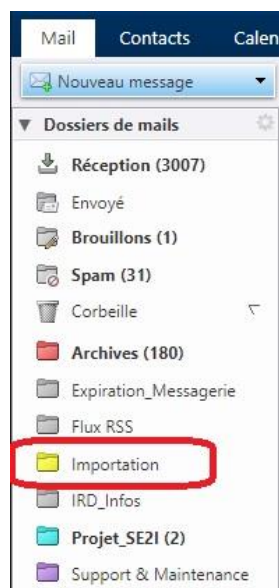 Mail Contacts Calen
Nouveau message
Dossiers de mails
Réception (3007)
Envoyé
Brouillons (1)
Spam (31)
Corbeille
Archives (180)
Expiration_Messagerie
Flux RSS
Importation
IRD_Infos
Projet_SE2I (2)
Support & Maintenance